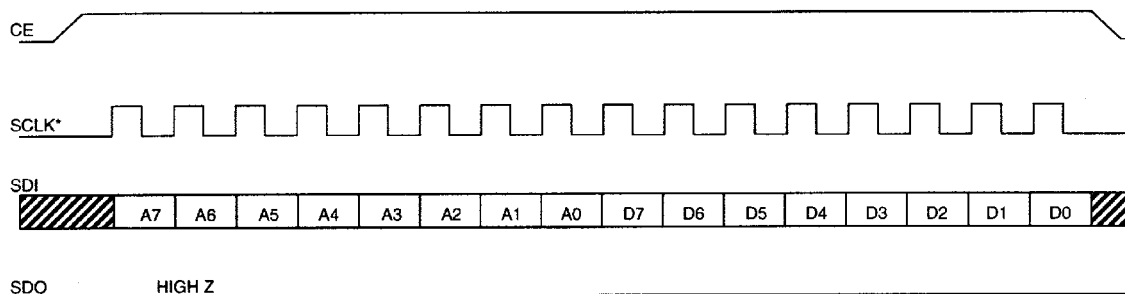 CE
SCLK*
SDI
A7 A6 A5 A4 A3 A2 A1 A0 D7 D6 D5 D4 D3 D2 D1 D0
SDO HIGH Z